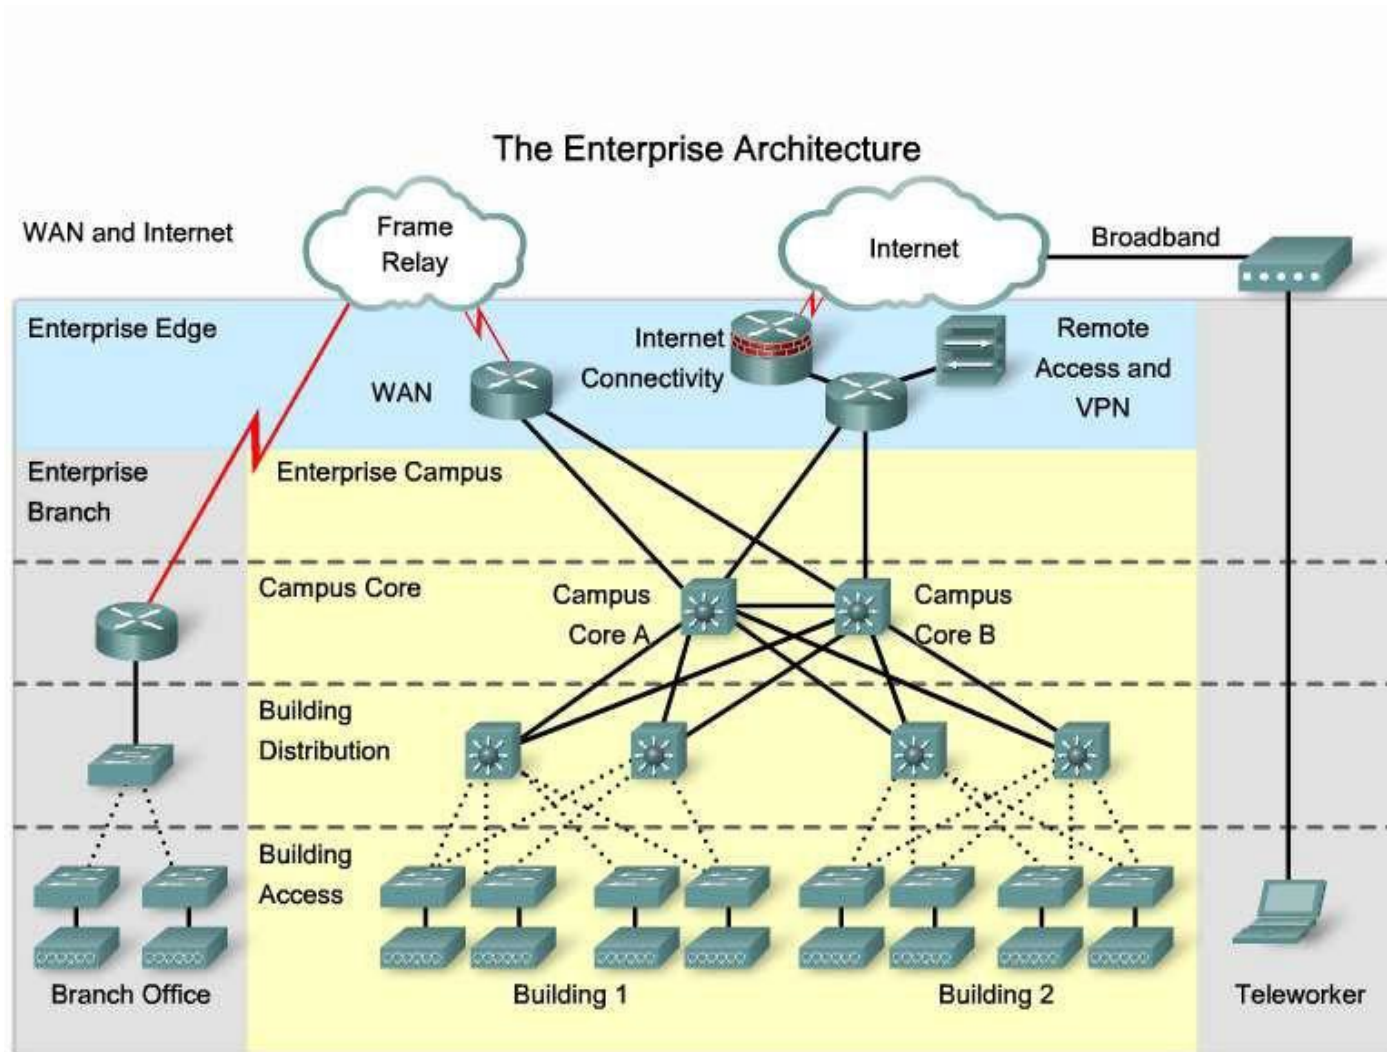 The Enterprise Architecture
WAN and Internet
Frame
Relay
Internet
Broadband
Enterprise Edge
WAN
Internet
Connectivity
Remote
Access and
VPN
Enterprise
Branch
Enterprise Campus
Campus Core
Campus
Core A
Campus
Core B
Building
Distribution
Building
Access
Branch Office
Building 1
Building 2
Teleworker